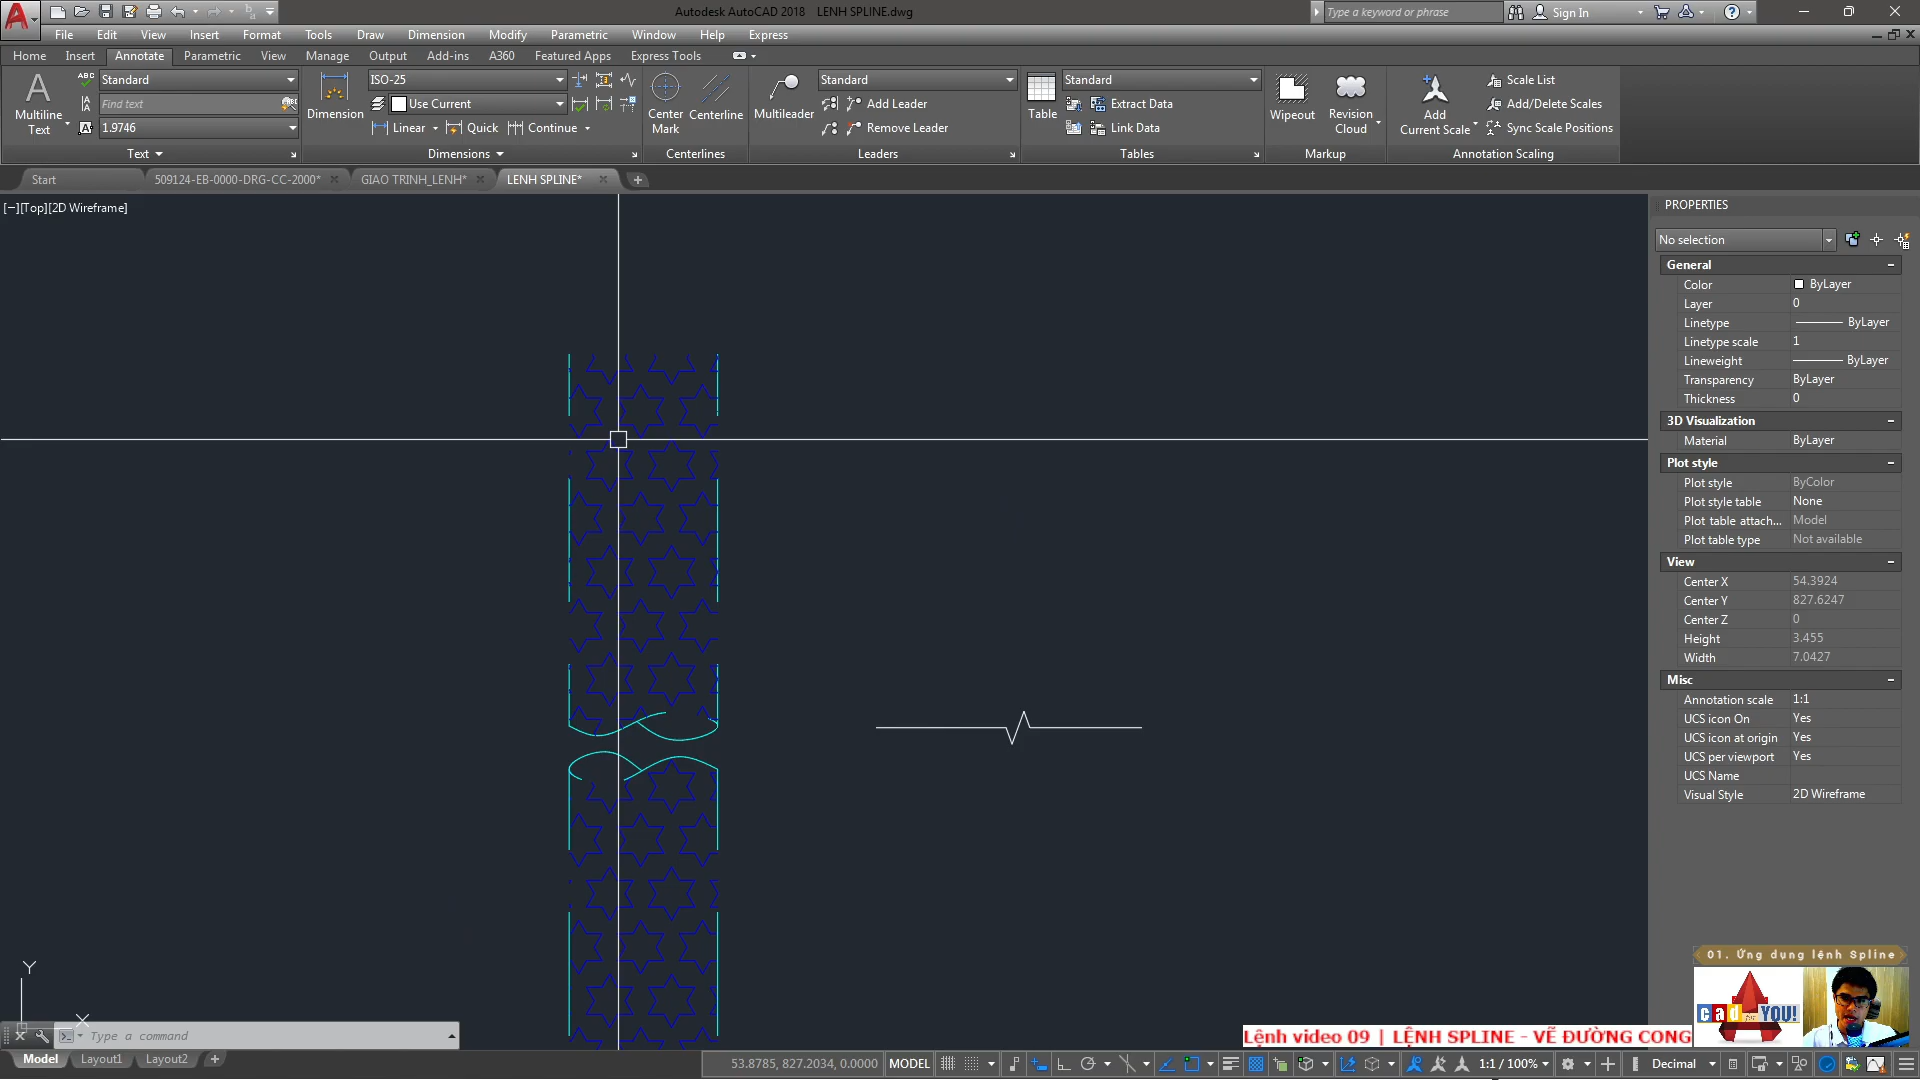 Autodesk AutoCAD 2018 LENH SPLINE.dwg
Type a keyword or phrase
Sign In
File Edit View Insert Format Tools Draw Dimension Modify Parametric Window Help Express
Home Insert Annotate Parametric View Manage Output Add-ins A360 Featured Apps Express Tools
Multiline Text
ABC Standard
Find text
1.9746
Text
Dimension
ISO-25
Use Current
Linear Quick Continue
Dimensions
Center Mark
Centerline
Centerlines
Multileader
Standard
Add Leader
Remove Leader
Leaders
Table
Standard
Extract Data
Link Data
Tables
Wipeout
Revision Cloud
Markup
Add Current Scale
Scale List
Add/Delete Scales
Sync Scale Positions
Annotation Scaling
Start
509124-EB-0000-DRG-CC-2000*
GIAO TRINH_LENH*
LENH SPLINE*
[−][Top][2D Wireframe]
PROPERTIES
No selection
General
Color ByLayer
Layer 0
Linetype ByLayer
Linetype scale 1
Lineweight ByLayer
Transparency ByLayer
Thickness 0
3D Visualization
Material ByLayer
Plot style
Plot style ByColor
Plot style table None
Plot table attach... Model
Plot table type Not available
View
Center X 54.3924
Center Y 827.6247
Center Z 0
Height 3.455
Width 7.0427
Misc
Annotation scale 1:1
UCS icon On Yes
UCS icon at origin Yes
UCS per viewport Yes
UCS Name
Visual Style 2D Wireframe
01. Ứng dụng lệnh Spline
cad for YOU!
Y
X
Type a command
Lệnh video 09 | LỆNH SPLINE - VẼ ĐƯỜNG CONG
Model Layout1 Layout2
53.8785, 827.2034, 0.0000 MODEL 1:1 / 100% Decimal